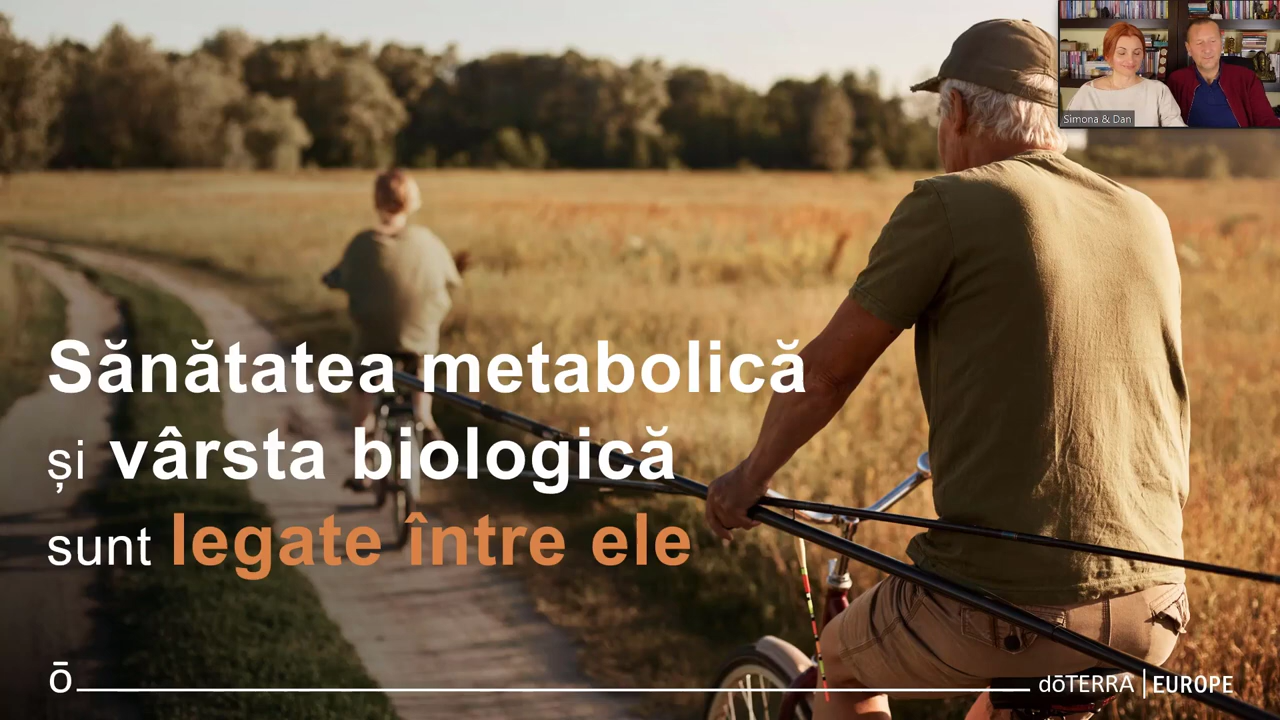 Simona & Dan
Sănătatea metabolică
și vârsta biologică
sunt legate între ele
ō
dōTERRA | EUROPE